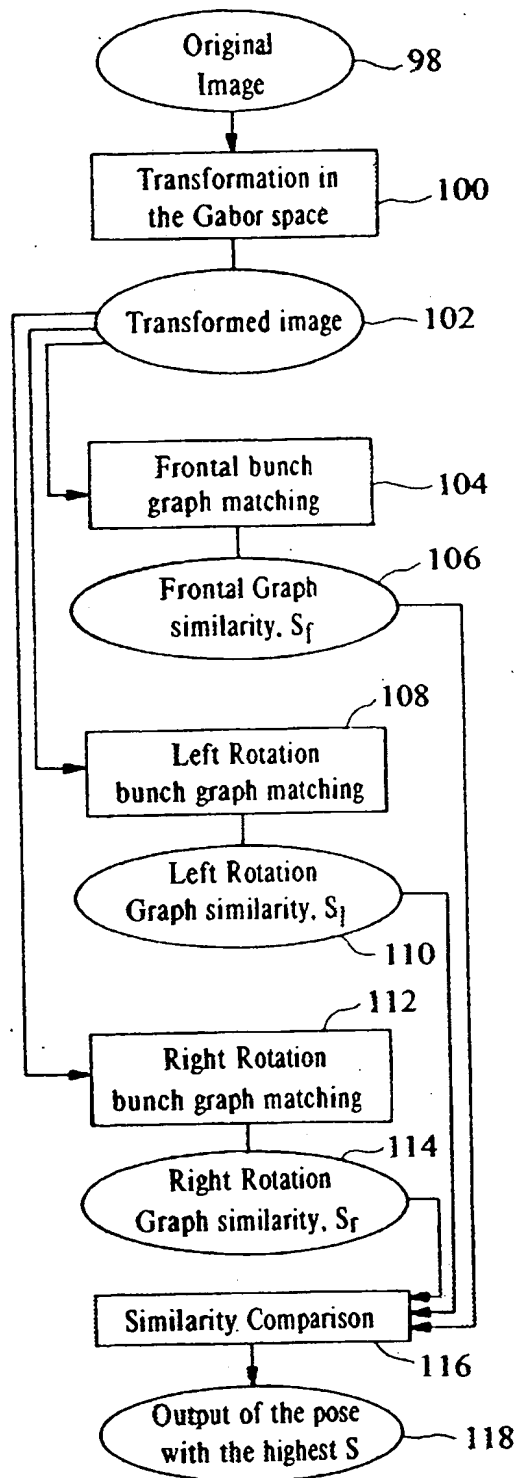 Original
Image
98
Transformation in
the Gabor space
100
Transformed image
102
Frontal bunch
graph matching
104
106
Frontal Graph
similarity, Sf
108
Left Rotation
bunch graph matching
Left Rotation
Graph similarity, Sl
110
112
Right Rotation
bunch graph matching
114
Right Rotation
Graph similarity, Sr
Similarity Comparison
116
Output of the pose
with the highest S
118